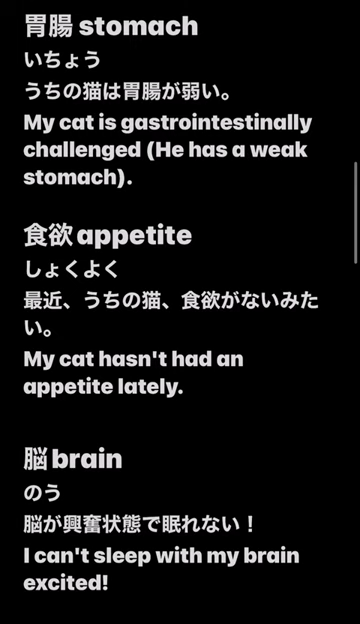 胃腸 stomach
いちょう
うちの猫は胃腸が弱い。
My cat is gastrointestinally
challenged (He has a weak
stomach).
食欲 appetite
しょくよく
最近、うちの猫、食欲がないみた
い。
My cat hasn't had an
appetite lately.
脳 brain
のう
脳が興奮状態で眠れない！
I can't sleep with my brain
excited!